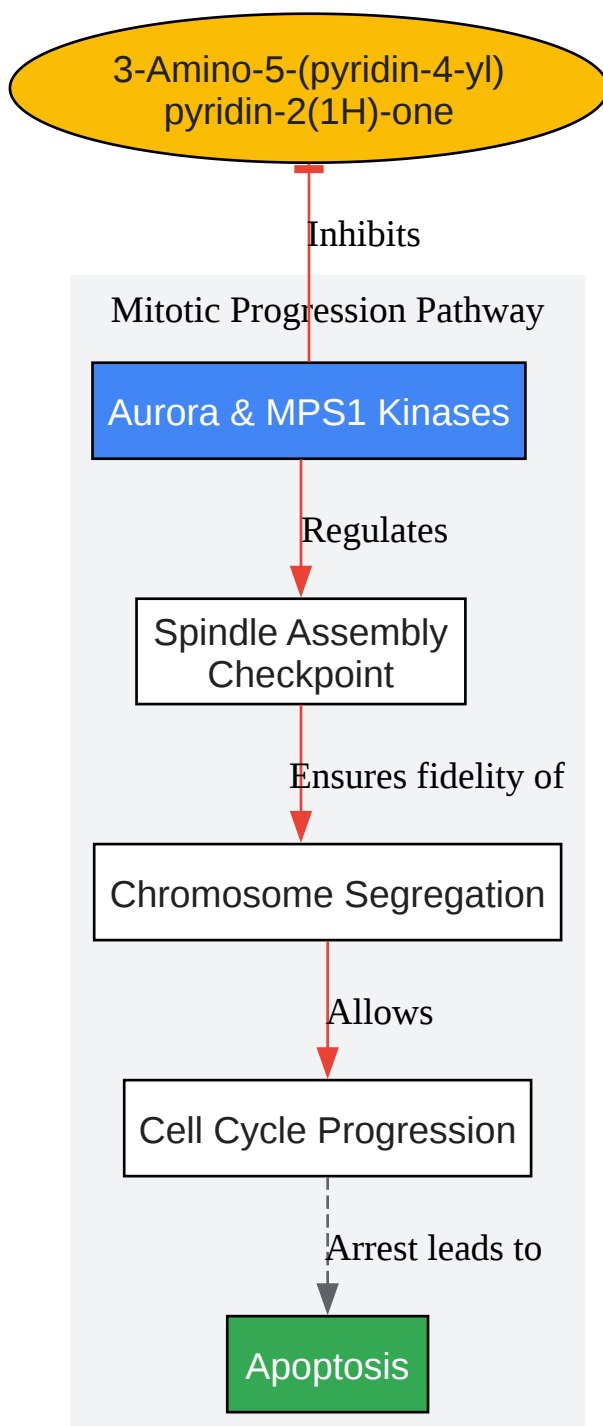 3-Amino-5-(pyridin-4-yl)
pyridin-2(1H)-one
Inhibits
Mitotic Progression Pathway
Aurora & MPS1 Kinases
Regulates
Spindle Assembly
Checkpoint
Ensures fidelity of
Chromosome Segregation
Allows
Cell Cycle Progression
Arrest leads to
Apoptosis